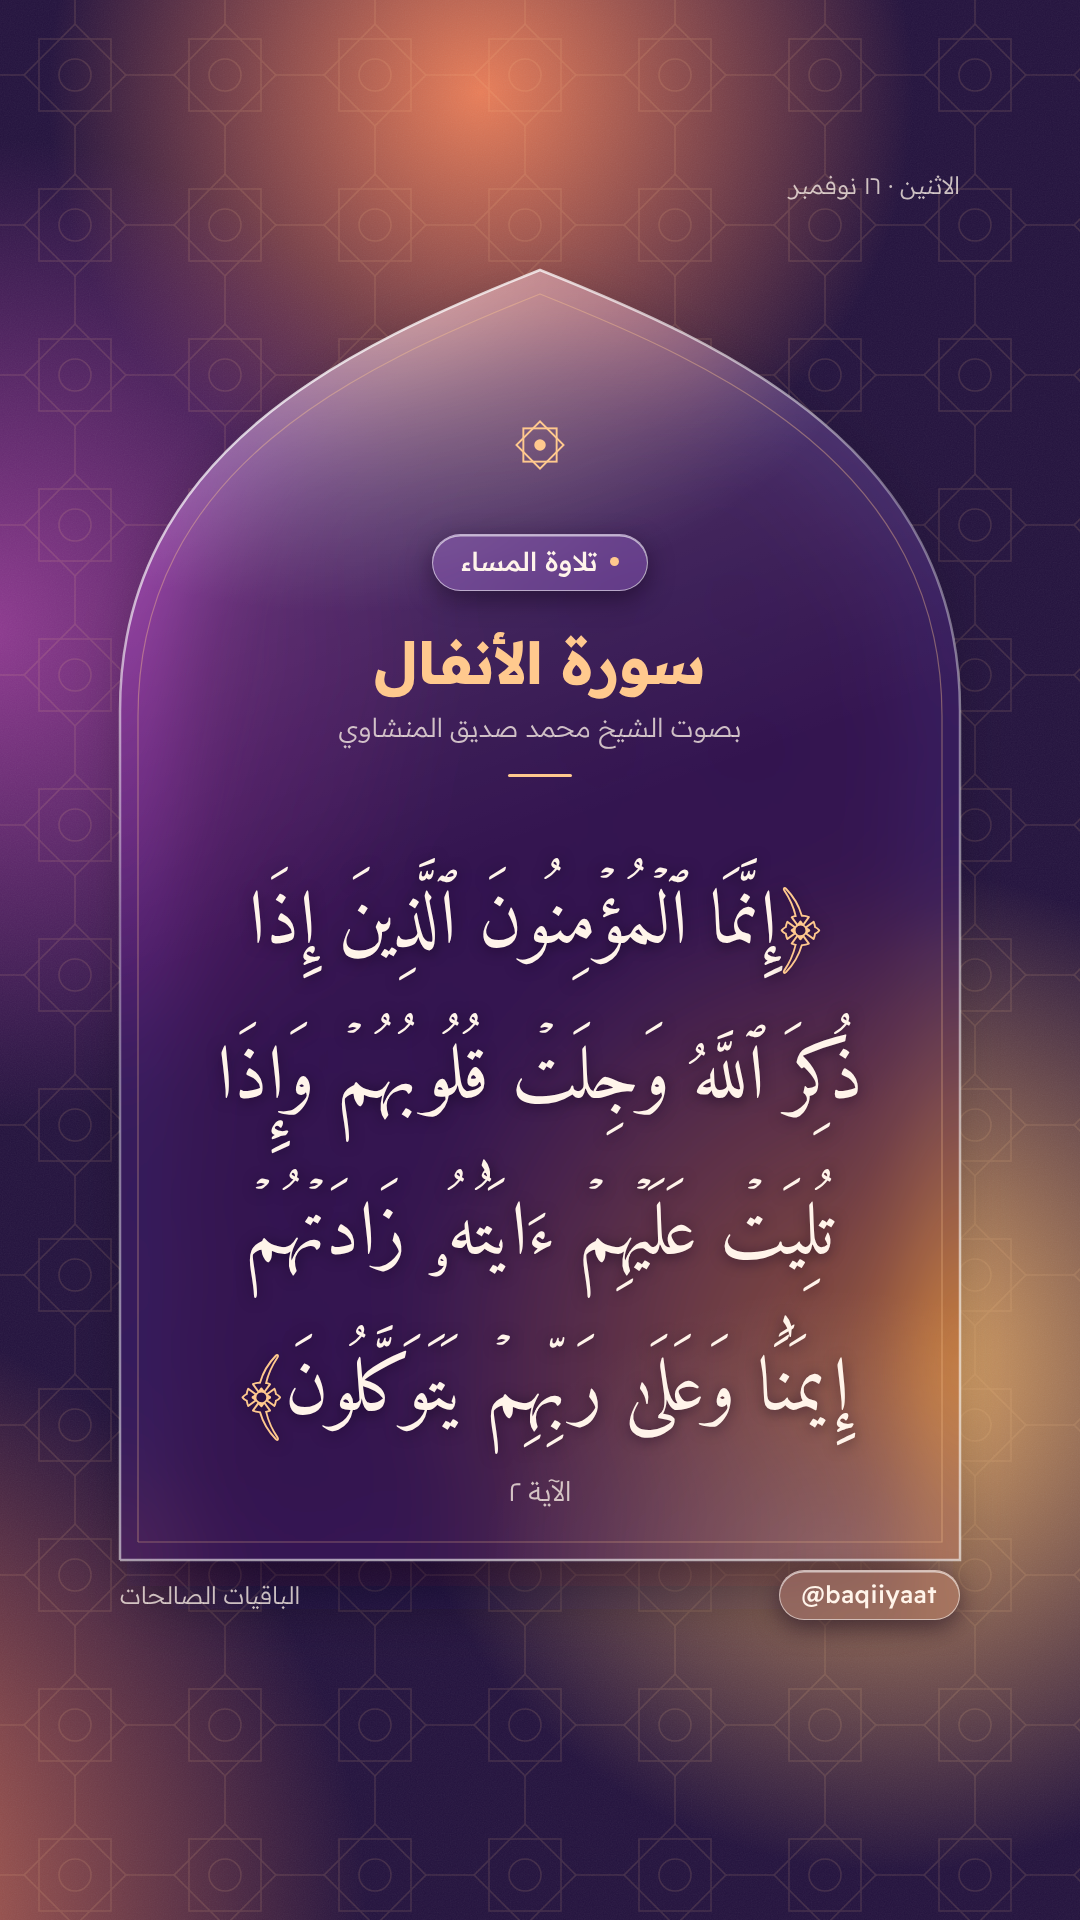 الاثنين · ١٦ نوفمبر
تلاوة المساء
سورة الأنفال
بصوت الشيخ محمد صديق المنشاوي
﴿إِنَّمَا ٱلۡمُؤۡمِنُونَ ٱلَّذِينَ إِذَا
ذُكِرَ ٱللَّهُ وَجِلَتۡ قُلُوبُهُمۡ وَإِذَا
تُلِيَتۡ عَلَيۡهِمۡ ءَايَٰتُهُۥ زَادَتۡهُمۡ
إِيمَٰنٗا وَعَلَىٰ رَبِّهِمۡ يَتَوَكَّلُونَ﴾
الآية ٢
@baqiiyaat
الباقيات الصالحات